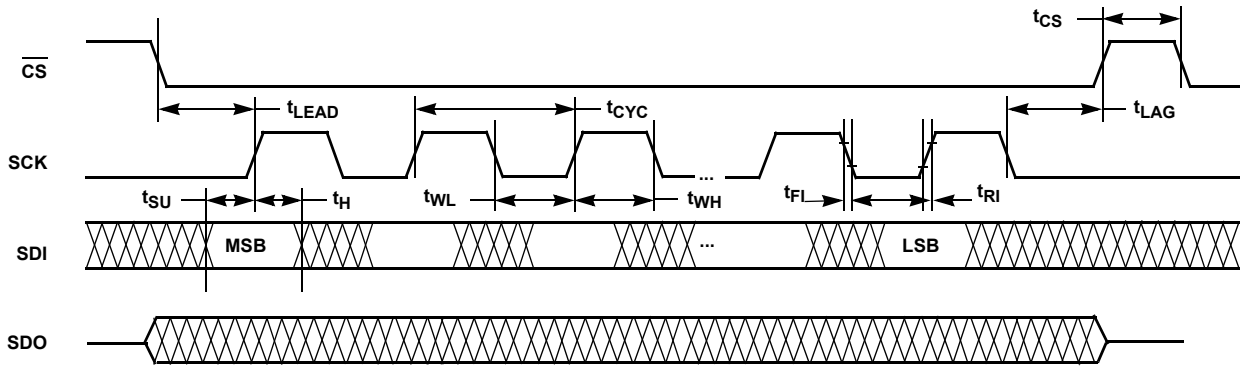 tCS
CS
tLEAD
tCYC
tLAG
SCK
...
tSU
tH
tWL
tWH
tFI
tRI
SDI
MSB
...
LSB
SDO